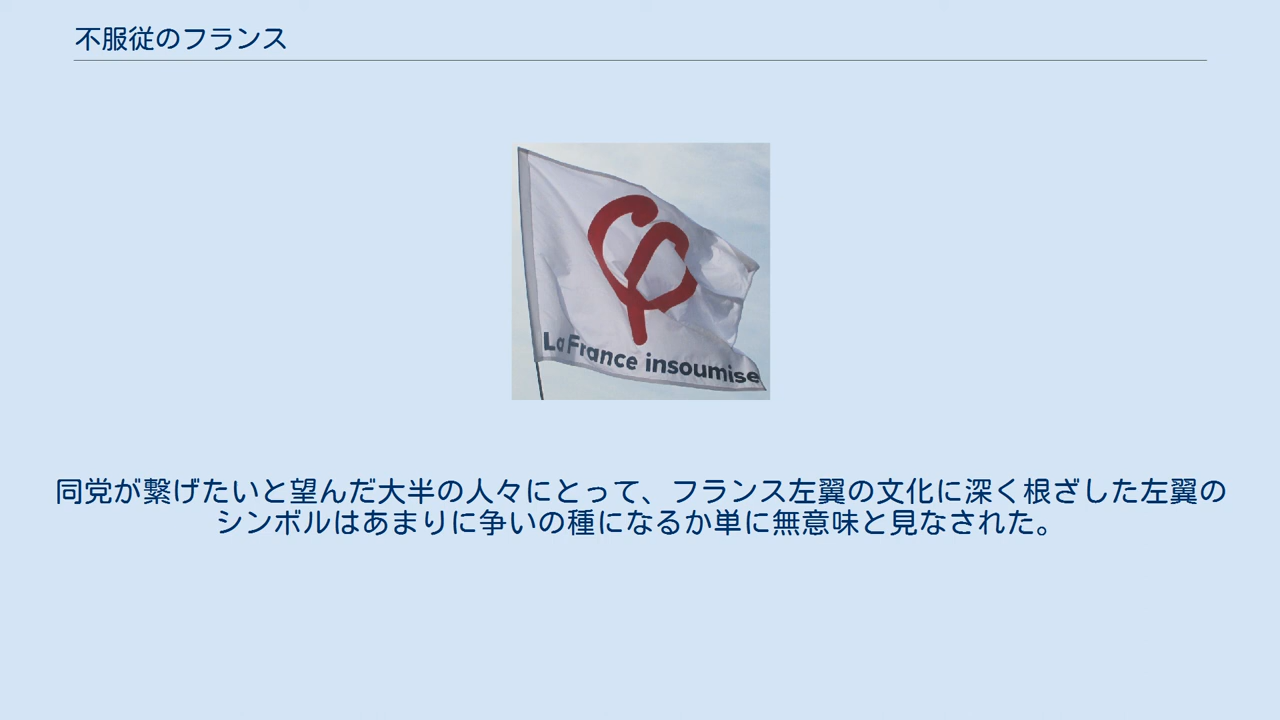 不服従のフランス
La France insoumise
同党が繋げたいと望んだ大半の人々にとって、フランス左翼の文化に深く根ざした左翼の
シンボルはあまりに争いの種になるか単に無意味と見なされた。